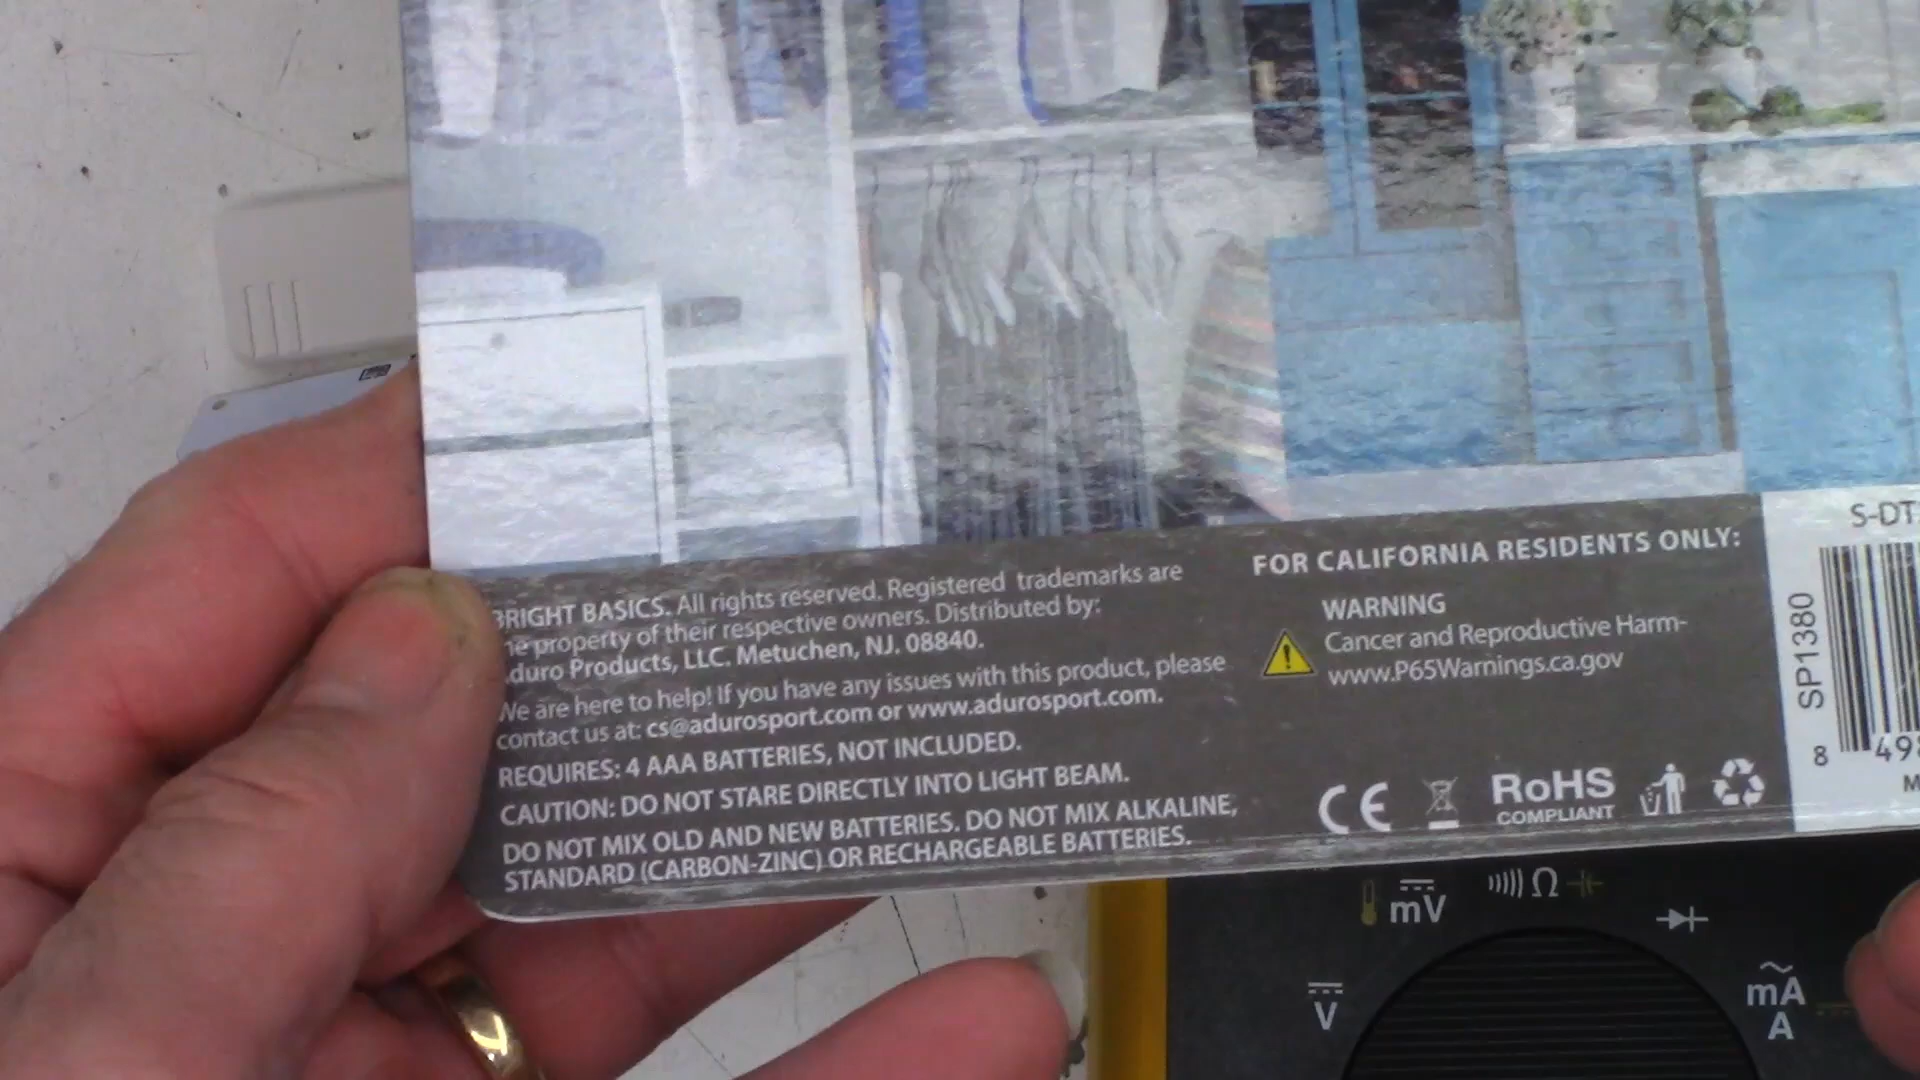 BRIGHT BASICS. All rights reserved. Registered trademarks are
property of their respective owners. Distributed by:
Products, LLC. Metuchen, NJ. 08840.
We are here to help! If you have any issues with this product, please
contact us at: cs@adurosport.com or www.adurosport.com.
REQUIRES: 4 AAA BATTERIES, NOT INCLUDED.
CAUTION: DO NOT STARE DIRECTLY INTO LIGHT BEAM.
DO NOT MIX OLD AND NEW BATTERIES. DO NOT MIX ALKALINE,
STANDARD (CARBON-ZINC) OR RECHARGEABLE BATTERIES.
FOR CALIFORNIA RESIDENTS ONLY:
WARNING
Cancer and Reproductive Harm-
www.P65Warnings.ca.gov
CE
RoHS
COMPLIANT
S-DT
SP1380
8 49
mV
Ω
V
mA
A